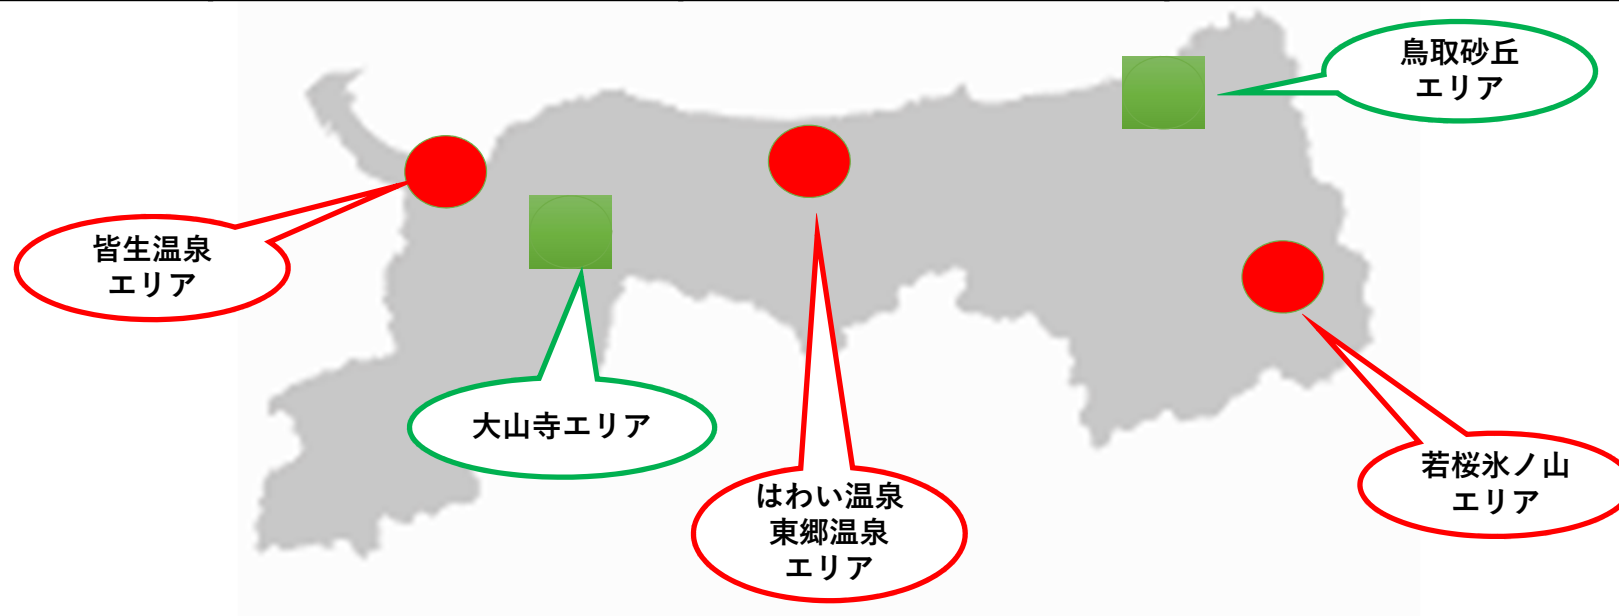 鳥取砂丘
エリア
皆生温泉
エリア
大山寺エリア
はわい温泉
東郷温泉
エリア
若桜氷ノ山
エリア